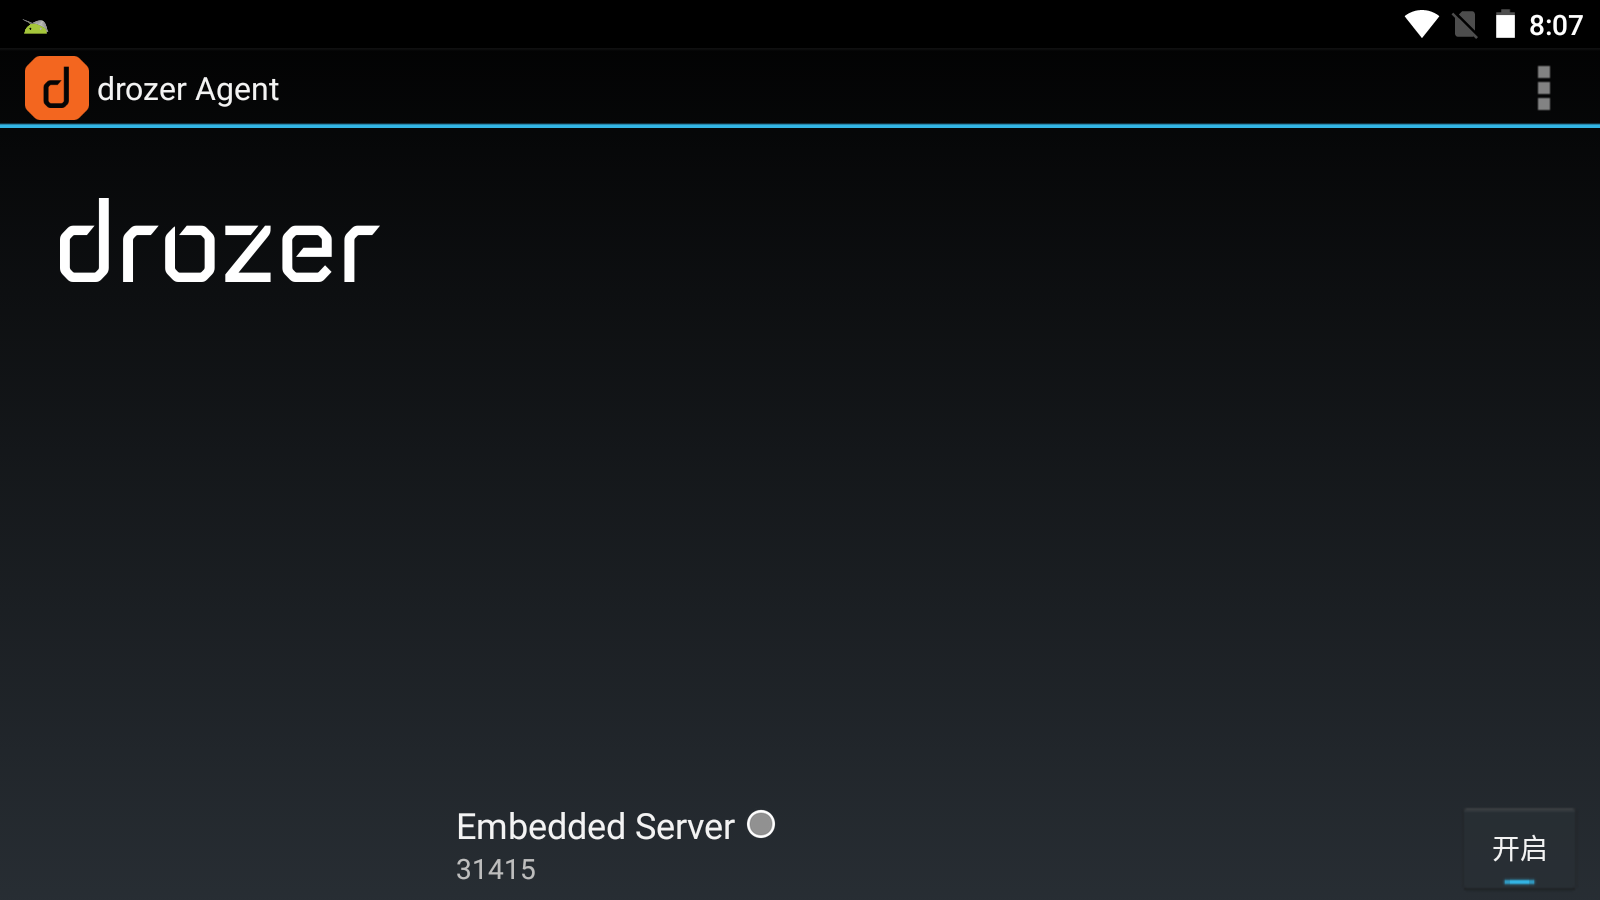 8:07
drozer Agent
drozer
Embedded Server
31415
开启